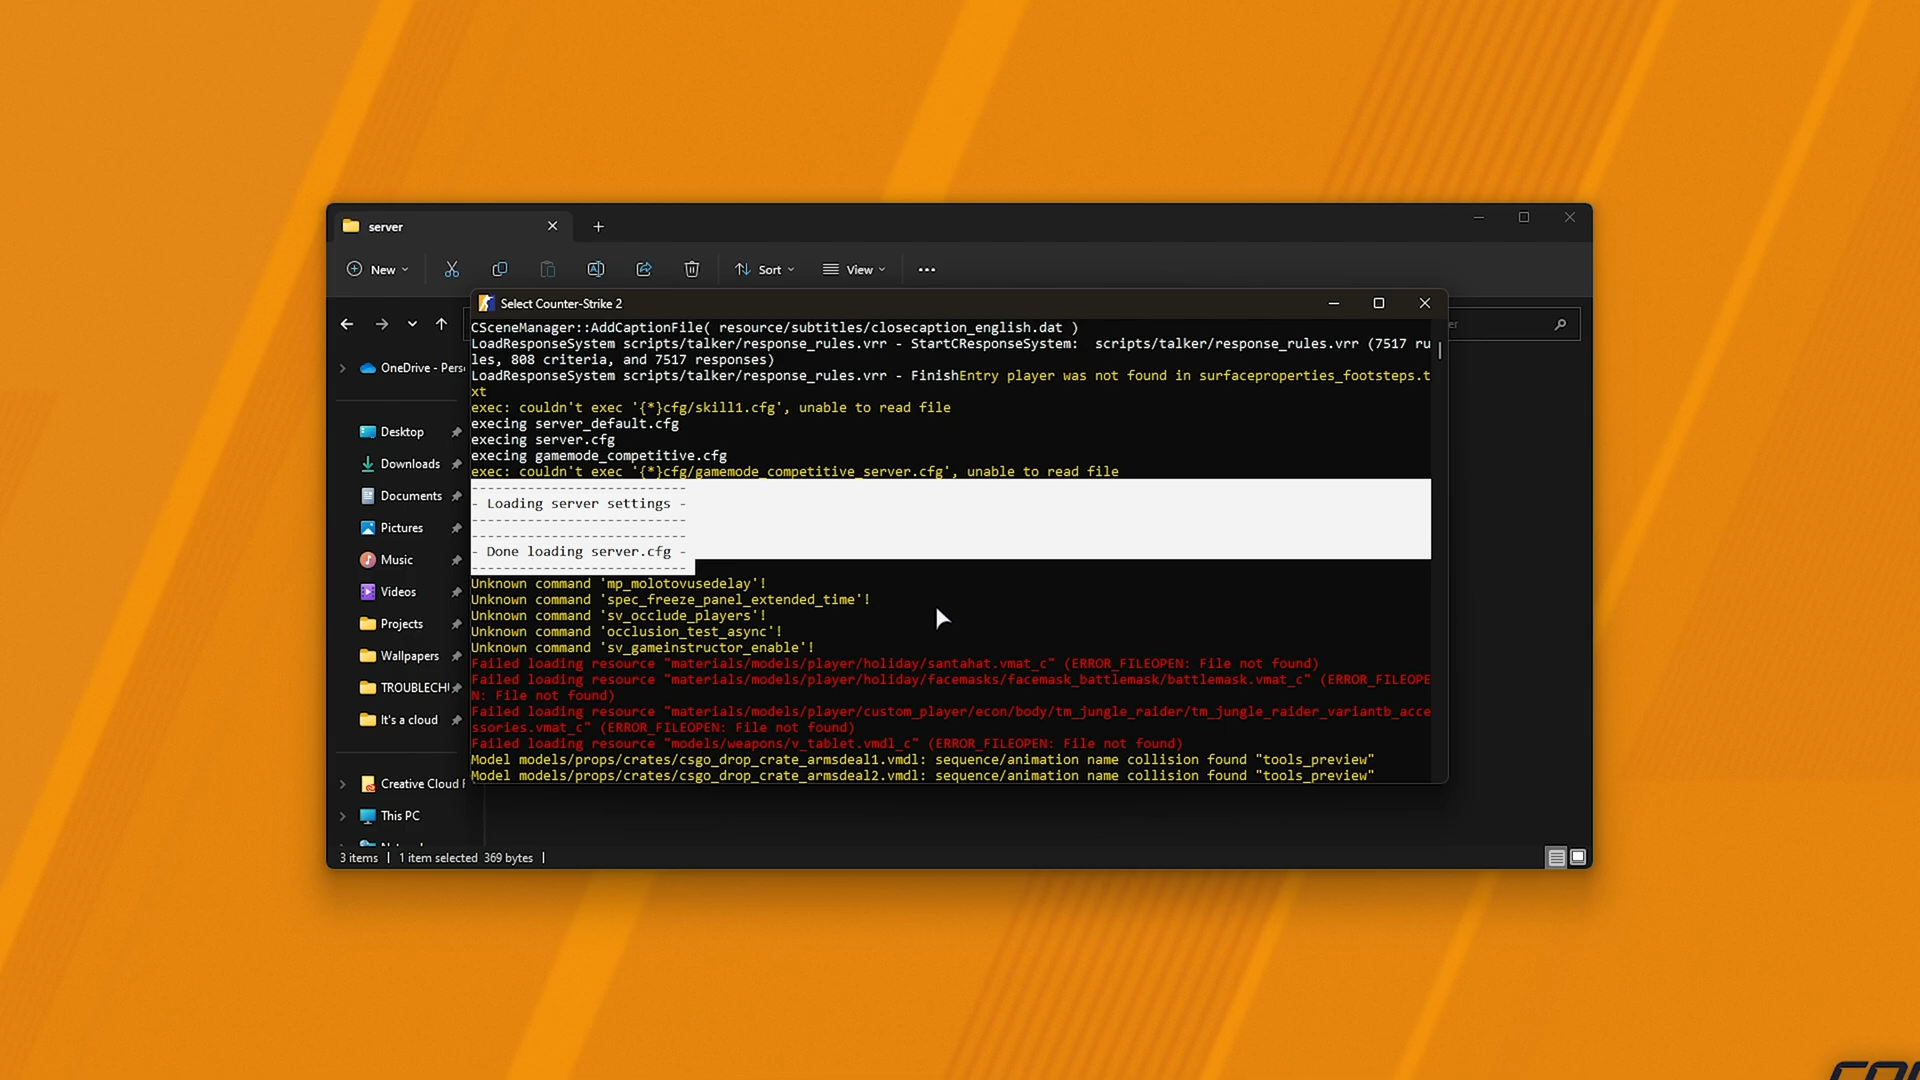 server
New
Sort
View
Select Counter-Strike 2
CSceneManager::AddCaptionFile( resource/subtitles/closecaption_english.dat )
LoadResponseSystem scripts/talker/response_rules.vrr - StartCResponseSystem:  scripts/talker/response_rules.vrr (7517 ru
les, 808 criteria, and 7517 responses)
LoadResponseSystem scripts/talker/response_rules.vrr - FinishEntry player was not found in surfaceproperties_footsteps.t
xt
exec: couldn't exec '{*}cfg/skill1.cfg', unable to read file
execing server_default.cfg
execing server.cfg
execing gamemode_competitive.cfg
exec: couldn't exec '{*}cfg/gamemode_competitive_server.cfg', unable to read file
---------------------------
- Loading server settings -
---------------------------
---------------------------
- Done loading server.cfg -
---------------------------
Unknown command 'mp_molotovusedelay'!
Unknown command 'spec_freeze_panel_extended_time'!
Unknown command 'sv_occlude_players'!
Unknown command 'occlusion_test_async'!
Unknown command 'sv_gameinstructor_enable'!
Failed loading resource "materials/models/player/holiday/santahat.vmat_c" (ERROR_FILEOPEN: File not found)
Failed loading resource "materials/models/player/holiday/facemasks/facemask_battlemask/battlemask.vmat_c" (ERROR_FILEOPE
N: File not found)
Failed loading resource "materials/models/player/custom_player/econ/body/tm_jungle_raider/tm_jungle_raider_variantb_acce
ssories.vmat_c" (ERROR_FILEOPEN: File not found)
Failed loading resource "models/weapons/v_tablet.vmdl_c" (ERROR_FILEOPEN: File not found)
Model models/props/crates/csgo_drop_crate_armsdeal1.vmdl: sequence/animation name collision found "tools_preview"
Model models/props/crates/csgo_drop_crate_armsdeal2.vmdl: sequence/animation name collision found "tools_preview"
er
OneDrive - Pers
Desktop
Downloads
Documents
Pictures
Music
Videos
Projects
Wallpapers
TROUBLECH
It's a cloud
Creative Cloud F
This PC
3 items | 1 item selected 369 bytes |